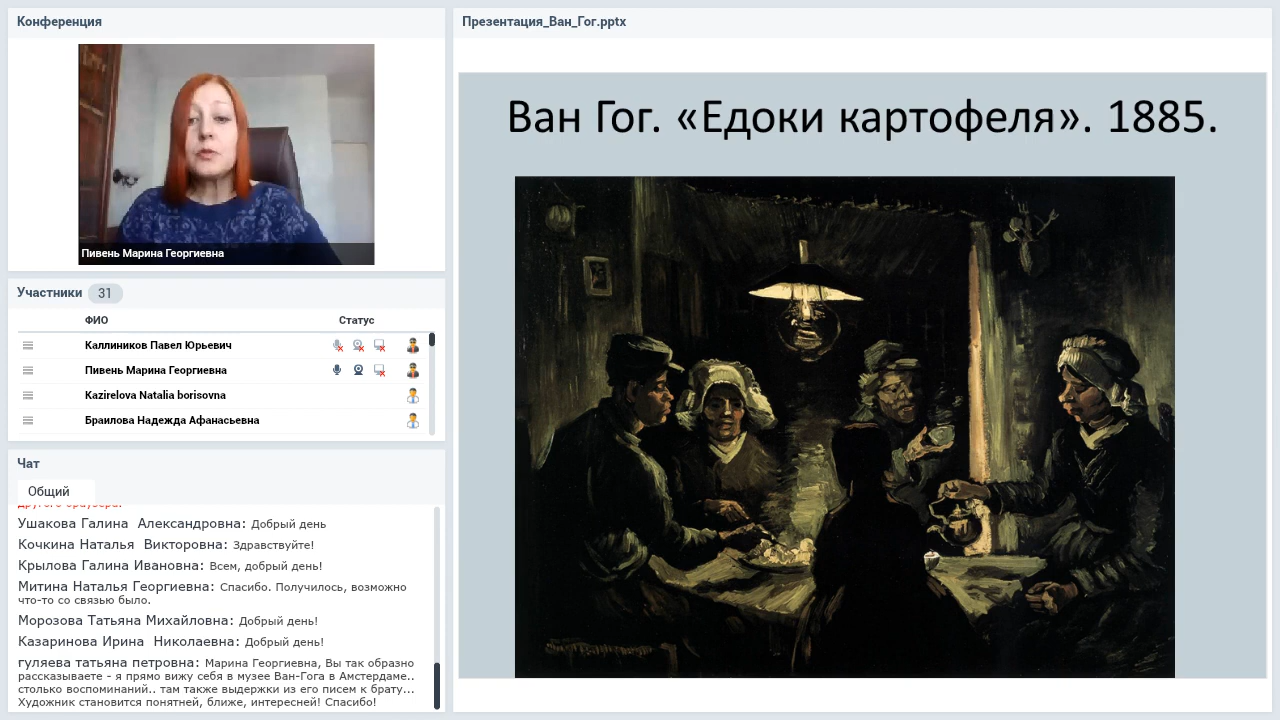 Конференция
Пивень Марина Георгиевна
Участники 31
ФИО Статус
Каллиников Павел Юрьевич
Пивень Марина Георгиевна
Kazirelova Natalia borisovna
Браилова Надежда Афанасьевна
Чат
Общий
другого браузера.
Ушакова Галина Александровна: Добрый день
Кочкина Наталья Викторовна: Здравствуйте!
Крылова Галина Ивановна: Всем, добрый день!
Митина Наталья Георгиевна: Спасибо. Получилось, возможно
что-то со связью было.
Морозова Татьяна Михайловна: Добрый день!
Казаринова Ирина Николаевна: Добрый день!
гуляева татьяна петровна: Марина Георгиевна, Вы так образно
рассказываете - я прямо вижу себя в музее Ван-Гога в Амстердаме..
столько воспоминаний.. там также выдержки из его писем к брату...
Художник становится понятней, ближе, интересней! Спасибо!
Презентация_Ван_Гог.pptx
Ван Гог. «Едоки картофеля». 1885.